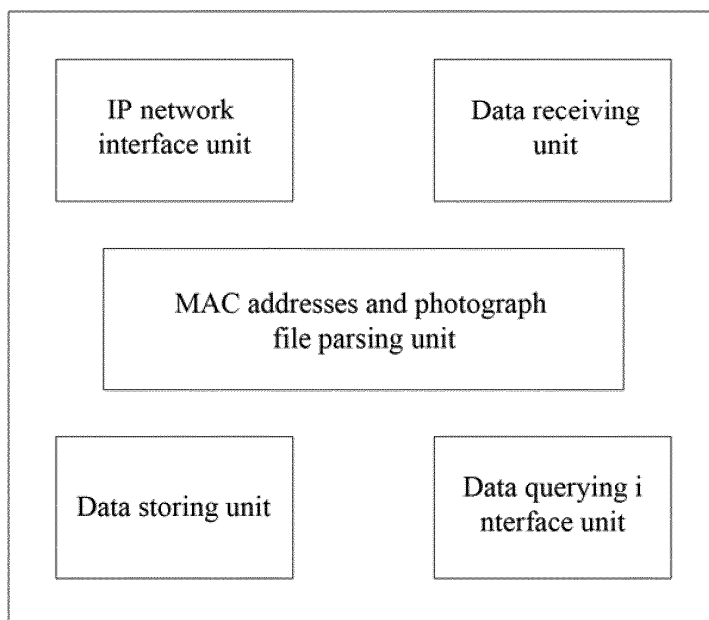 IP network
interface unit
Data receiving
unit
MAC addresses and photograph
file parsing unit
Data storing unit
Data querying i
nterface unit